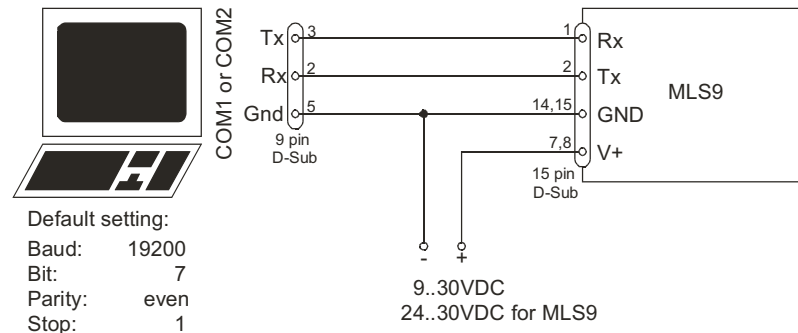 COM1 or COM2
Tx 3
Rx 2
Gnd 5
9 pin
D-Sub
1 Rx
2 Tx
14,15 GND
7,8 V+
15 pin
D-Sub
MLS9
- +
9..30VDC
24..30VDC for MLS9
Default setting:
Baud: 19200
Bit: 7
Parity: even
Stop: 1